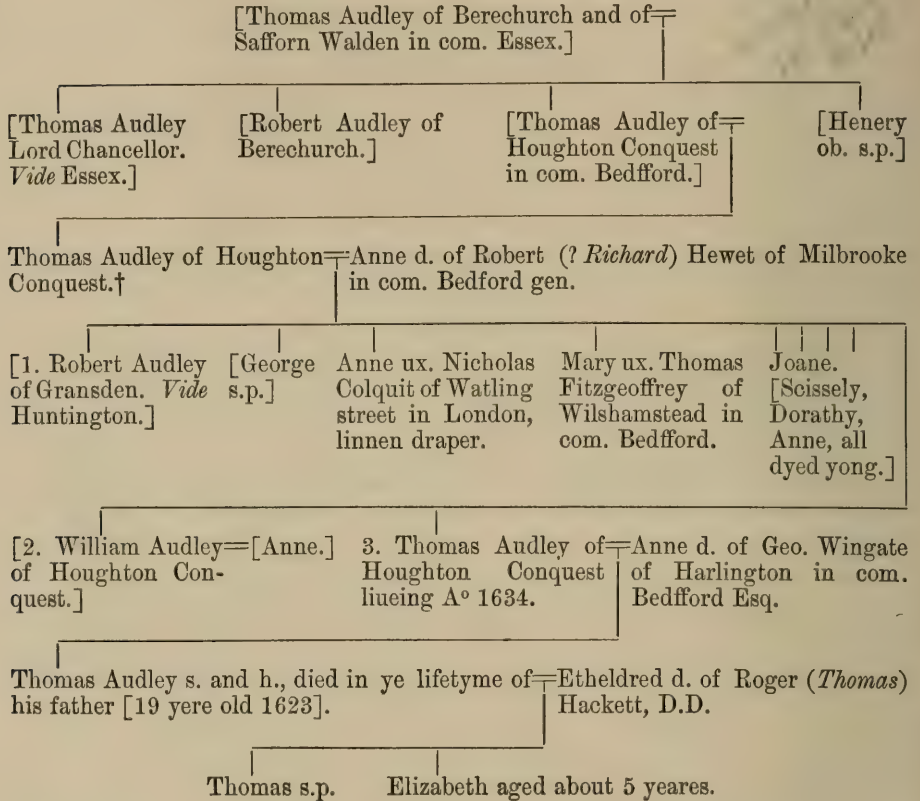 [Thomas Audley of Berechurch and of
Safforn Walden in com. Essex.]
[Thomas Audley
Lord Chancellor.
Vide Essex.]
[Robert Audley of
Berechurch.]
[Thomas Audley of
Houghton Conquest
in com. Bedfford.]
[Henery
ob. s.p.]
Thomas Audley of Houghton
Conquest.†
Anne d. of Robert (? Richard) Hewet of Milbrooke
in com. Bedford gen.
[1. Robert Audley
of Gransden. Vide
Huntington.]
[George
s.p.]
Anne ux. Nicholas
Colquit of Watling
street in London,
linnen draper.
Mary ux. Thomas
Fitzgeoffrey of
Wilshamstead in
com. Bedfford.
Joane.
[Scissely,
Dorathy,
Anne, all
dyed yong.]
[2. William Audley
of Houghton Con-
quest.]
[Anne.]
3. Thomas Audley of
Houghton Conquest
liueing Aº 1634.
Anne d. of Geo. Wingate
of Harlington in com.
Bedfford Esq.
Thomas Audley s. and h., died in ye lifetyme of
his father [19 yere old 1623].
Etheldred d. of Roger (Thomas)
Hackett, D.D.
Thomas s.p.
Elizabeth aged about 5 yeares.